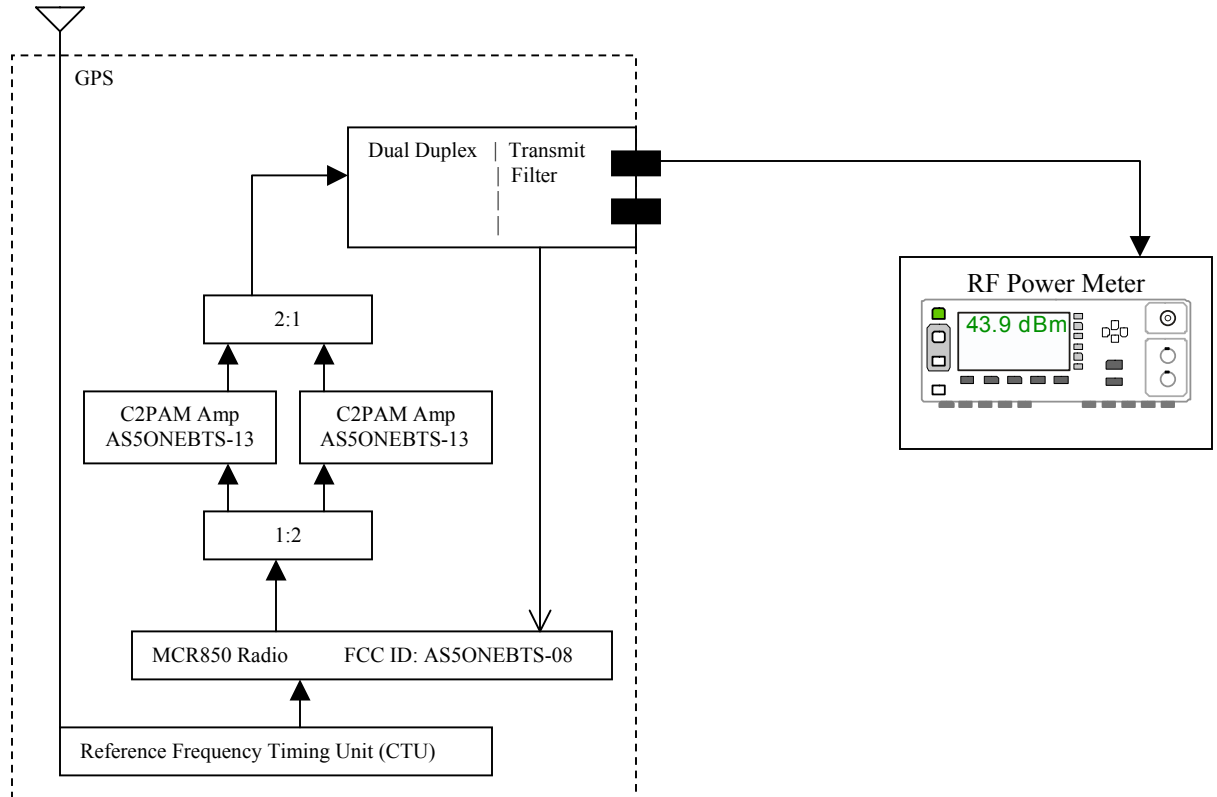 GPS
Dual Duplex | Transmit
| Filter
|
|
RF Power Meter
43.9 dBm
2:1
C2PAM Amp
AS5ONEBTS-13
C2PAM Amp
AS5ONEBTS-13
1:2
MCR850 Radio FCC ID: AS5ONEBTS-08
Reference Frequency Timing Unit (CTU)